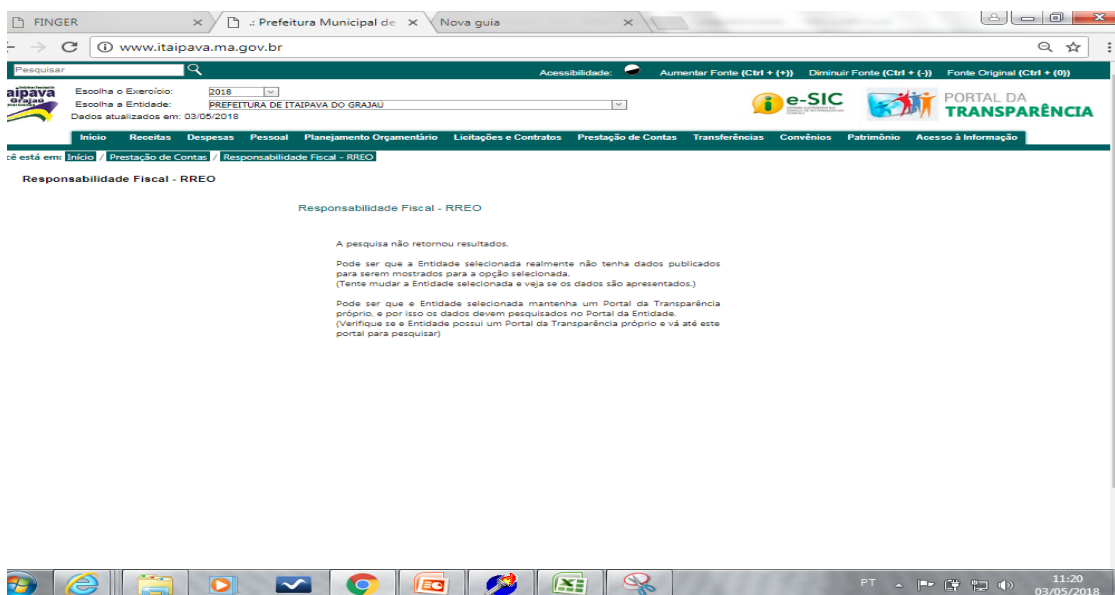 FINGER
.: Prefeitura Municipal de
Nova guia
www.itaipava.ma.gov.br
Pesquisar
Acessibilidade:
Aumentar Fonte (Ctrl + (+))
Diminuir Fonte (Ctrl + (-))
Fonte Original (Ctrl + (0))
aipava
Grajaú
Escolha o Exercício:
2018
Escolha a Entidade:
PREFEITURA DE ITAIPAVA DO GRAJAÚ
Dados atualizados em: 03/05/2018
e-SIC
PORTAL DA
TRANSPARÊNCIA
Início Receitas Despesas Pessoal Planejamento Orçamentário Licitações e Contratos Prestação de Contas Transferências Convênios Patrimônio Acesso à Informação
cê está em: Início / Prestação de Contas / Responsabilidade Fiscal - RREO
Responsabilidade Fiscal - RREO
Responsabilidade Fiscal - RREO
A pesquisa não retornou resultados.
Pode ser que a Entidade selecionada realmente não tenha dados publicados
para serem mostrados para a opção selecionada.
(Tente mudar a Entidade selecionada e veja se os dados são apresentados.)
Pode ser que e Entidade selecionada mantenha um Portal da Transparência
próprio, e por isso os dados devem pesquisados no Portal da Entidade.
(Verifique se e Entidade possui um Portal da Transparência próprio e vá até este
portal para pesquisar)
PT
11:20
03/05/2018